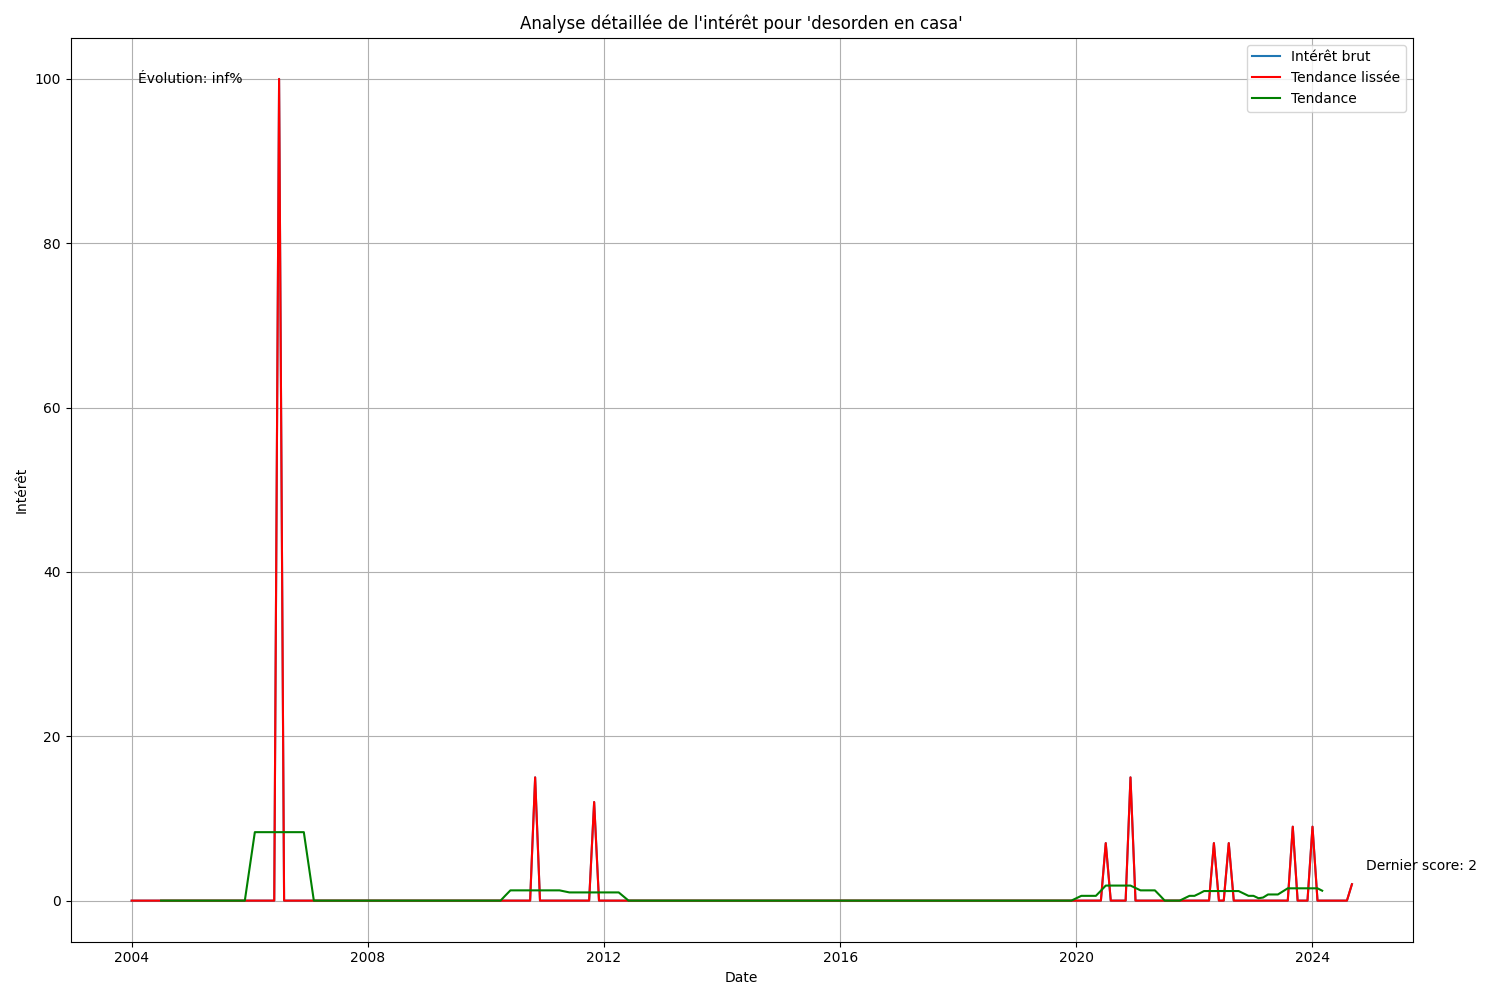 Analyse détaillée de l'intérêt pour 'desorden en casa'
Évolution: inf%
Intérêt brut
Tendance lissée
Tendance
100
80
60
40
20
0
Intérêt
Dernier score: 2
2004
2008
2012
2016
2020
2024
Date